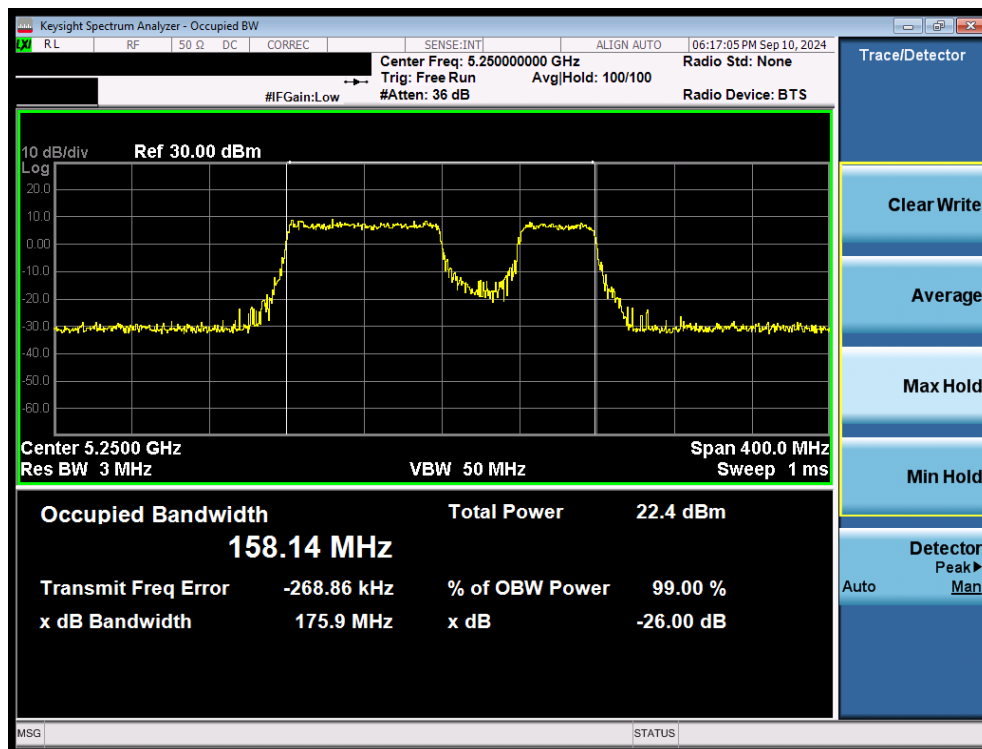 Keysight Spectrum Analyzer - Occupied BW
LXI RL RF 50 Ω DC CORREC SENSE:INT ALIGN AUTO 06:17:05 PM Sep 10, 2024
Center Freq: 5.250000000 GHz Radio Std: None
Trig: Free Run Avg|Hold: 100/100
#IFGain:Low #Atten: 36 dB Radio Device: BTS
10 dB/div Ref 30.00 dBm
Log
20.0
10.0
0.00
-10.0
-20.0
-30.0
-40.0
-50.0
-60.0
Center 5.2500 GHz Span 400.0 MHz
Res BW 3 MHz VBW 50 MHz Sweep 1 ms
Occupied Bandwidth Total Power 22.4 dBm
158.14 MHz
Transmit Freq Error -268.86 kHz % of OBW Power 99.00 %
x dB Bandwidth 175.9 MHz x dB -26.00 dB
Trace/Detector
Clear Write
Average
Max Hold
Min Hold
Detector
Peak▶
Auto Man
MSG STATUS